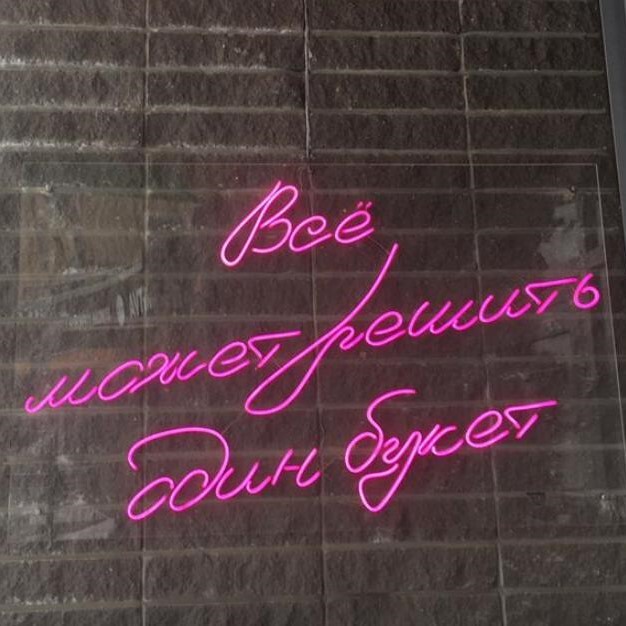 Всё
может решить
один букет